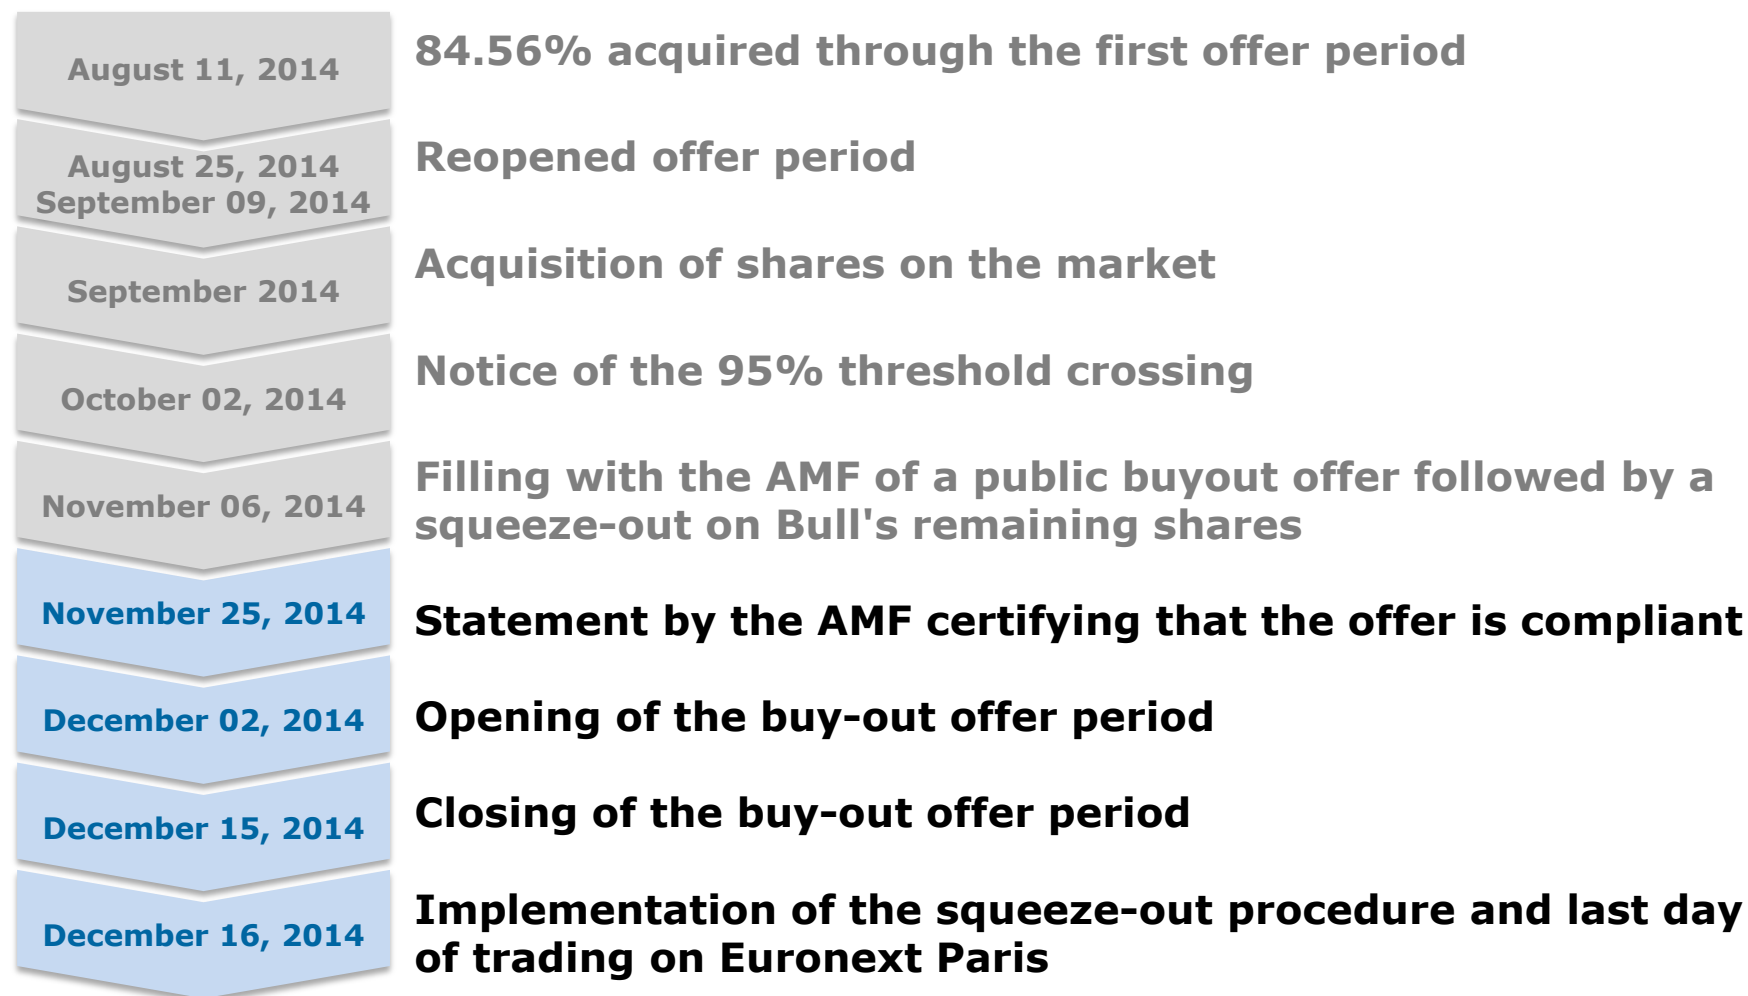 August 11, 2014
84.56% acquired through the first offer period
August 25, 2014
September 09, 2014
Reopened offer period
September 2014
Acquisition of shares on the market
October 02, 2014
Notice of the 95% threshold crossing
November 06, 2014
Filling with the AMF of a public buyout offer followed by a
squeeze-out on Bull's remaining shares
November 25, 2014
Statement by the AMF certifying that the offer is compliant
December 02, 2014
Opening of the buy-out offer period
December 15, 2014
Closing of the buy-out offer period
December 16, 2014
Implementation of the squeeze-out procedure and last day
of trading on Euronext Paris